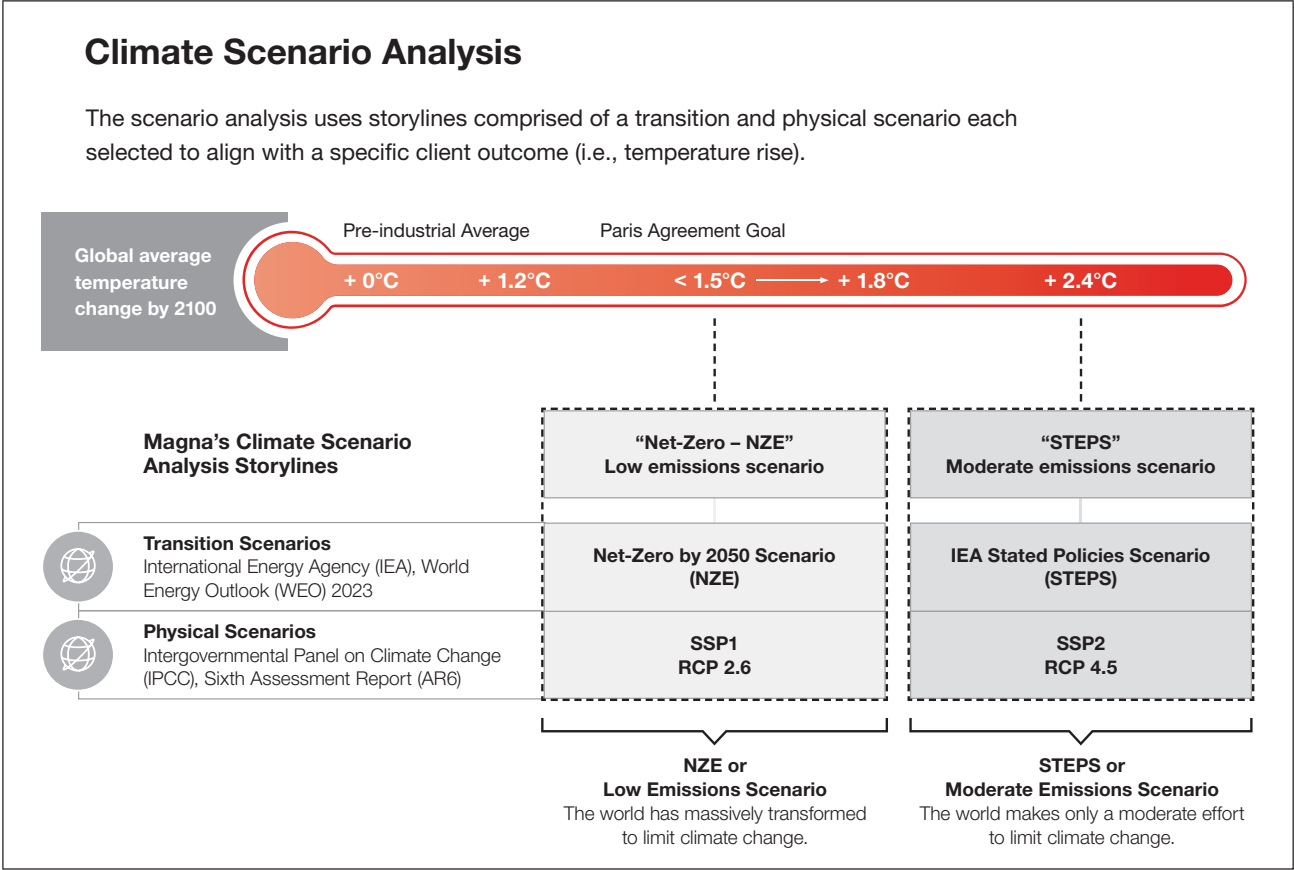 Climate Scenario Analysis
The scenario analysis uses storylines comprised of a transition and physical scenario each
selected to align with a specific client outcome (i.e., temperature rise).
Global average
temperature
change by 2100
Pre-industrial Average
Paris Agreement Goal
+ 0°C
+ 1.2°C
< 1.5°C
+ 1.8°C
+ 2.4°C
Magna's Climate Scenario
Analysis Storylines
“Net-Zero – NZE”
Low emissions scenario
“STEPS”
Moderate emissions scenario
Transition Scenarios
International Energy Agency (IEA), World
Energy Outlook (WEO) 2023
Net-Zero by 2050 Scenario
(NZE)
IEA Stated Policies Scenario
(STEPS)
Physical Scenarios
Intergovernmental Panel on Climate Change
(IPCC), Sixth Assessment Report (AR6)
SSP1
RCP 2.6
SSP2
RCP 4.5
NZE or
Low Emissions Scenario
The world has massively transformed
to limit climate change.
STEPS or
Moderate Emissions Scenario
The world makes only a moderate effort
to limit climate change.